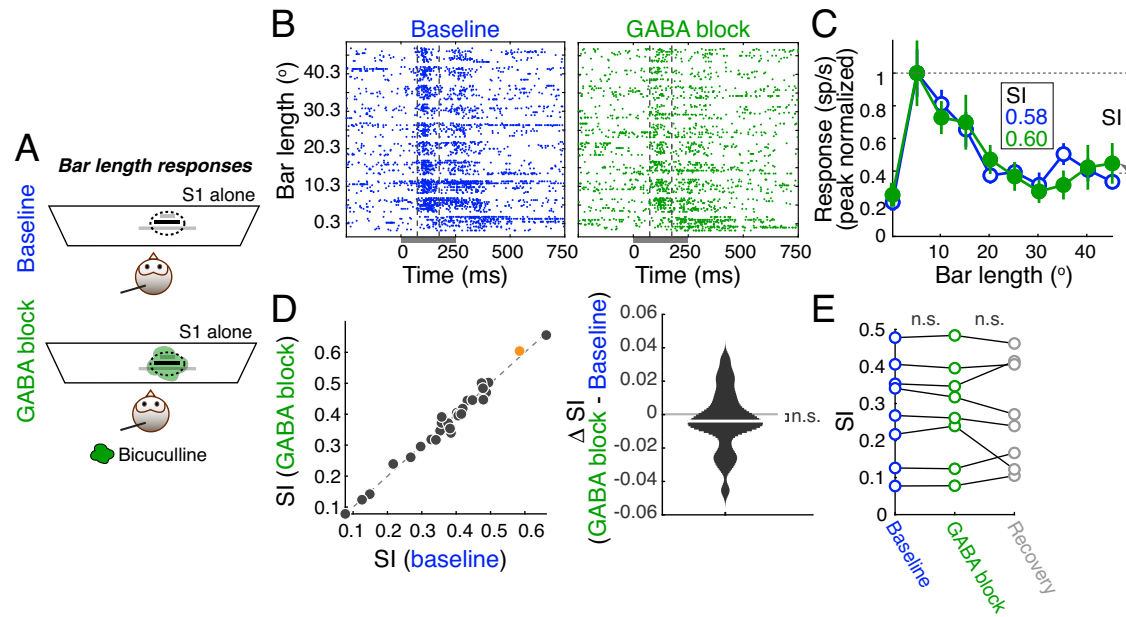 A
Bar length responses
Baseline
S1 alone
GABA block
S1 alone
Bicuculline
B
Baseline
GABA block
Bar length (o)
40.3
30.3
20.3
10.3
0.3
0
250
500
750
0
250
500
750
Time (ms)
Time (ms)
C
Response (sp/s)
(peak normalized)
1
0.8
0.6
0.4
0.2
0
SI
0.58
0.60
SI
10
20
30
40
Bar length (o)
D
SI (GABA block)
0.6
0.5
0.4
0.3
0.2
0.1
0.1
0.2
0.3
0.4
0.5
0.6
SI (baseline)
Δ SI
(GABA block - Baseline)
0.06
0.02
0
-0.02
-0.06
n.s.
E
n.s.
n.s.
SI
0.5
0.4
0.3
0.2
0.1
0
Baseline
GABA block
Recovery